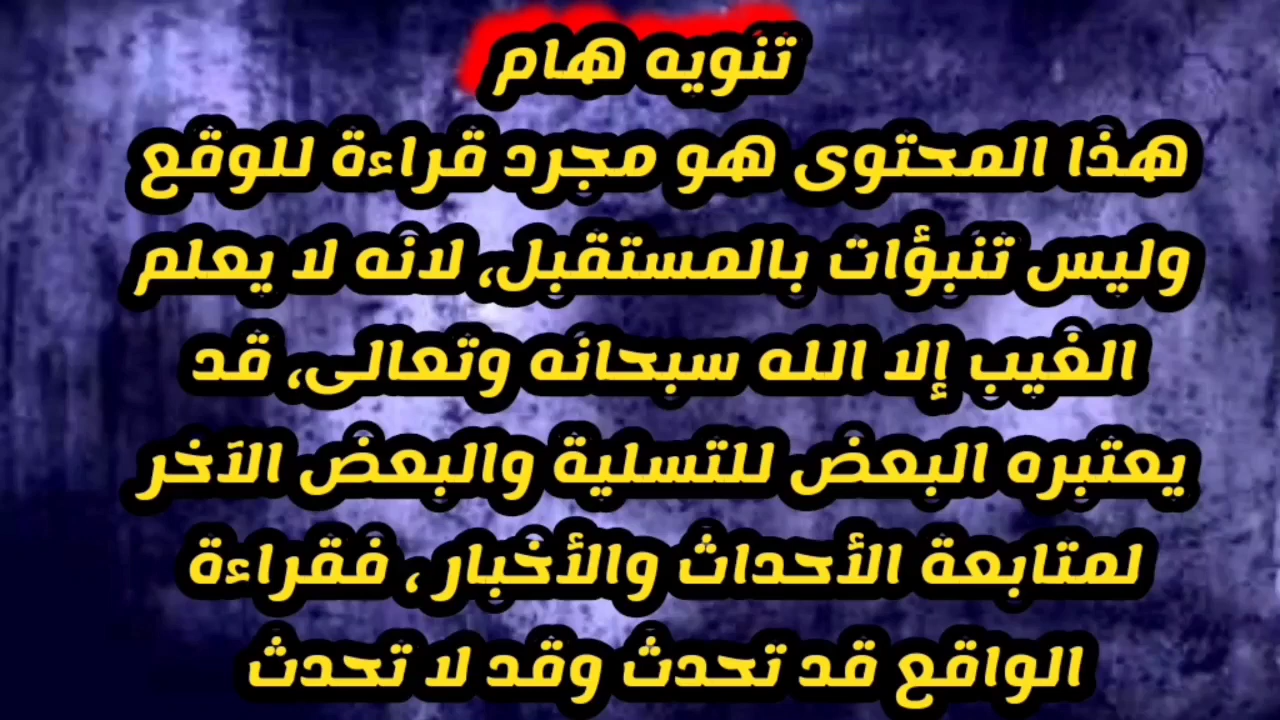 تنويه هام
هذا المحتوى هو مجرد قراءة للوقع
وليس تنبؤات بالمستقبل، لانه لا يعلم
الغيب إلا الله سبحانه وتعالى، قد
يعتبره البعض للتسلية والبعض الآخر
لمتابعة الأحداث والأخبار ، فقراءة
الواقع قد تحدث وقد لا تحدث